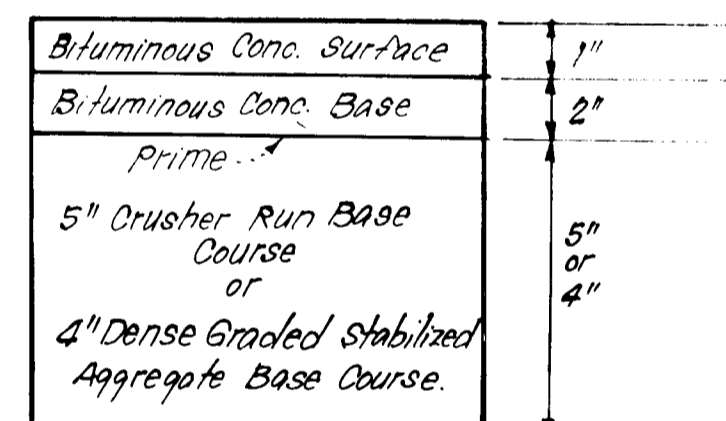 Bituminous Conc. Surface
1"
Bituminous Conc. Base
2"
Prime
5" Crusher Run Base
Course
or
4" Dense Graded Stabilized
Aggregate Base Course.
5"
or
4"